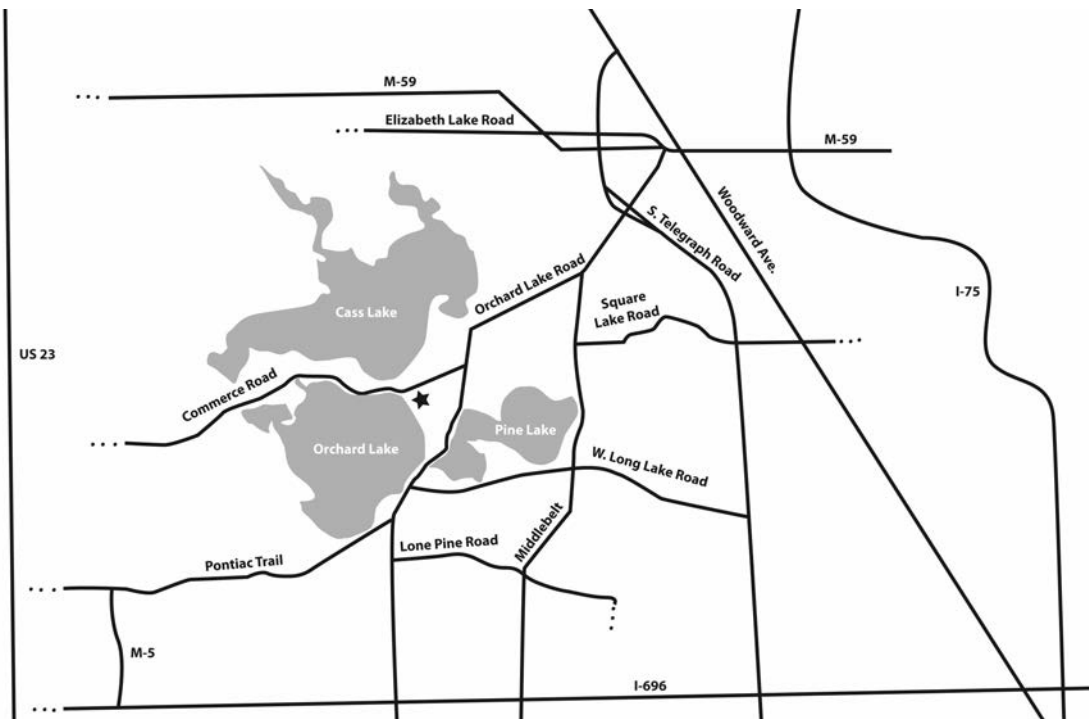 M-59
Elizabeth Lake Road
M-59
Woodward Ave.
S. Telegraph Road
Orchard Lake Road
I-75
Square
Lake Road
Cass Lake
US 23
Commerce Road
Pine Lake
Orchard Lake
W. Long Lake Road
Middlebelt
Lone Pine Road
Pontiac Trail
M-5
I-696